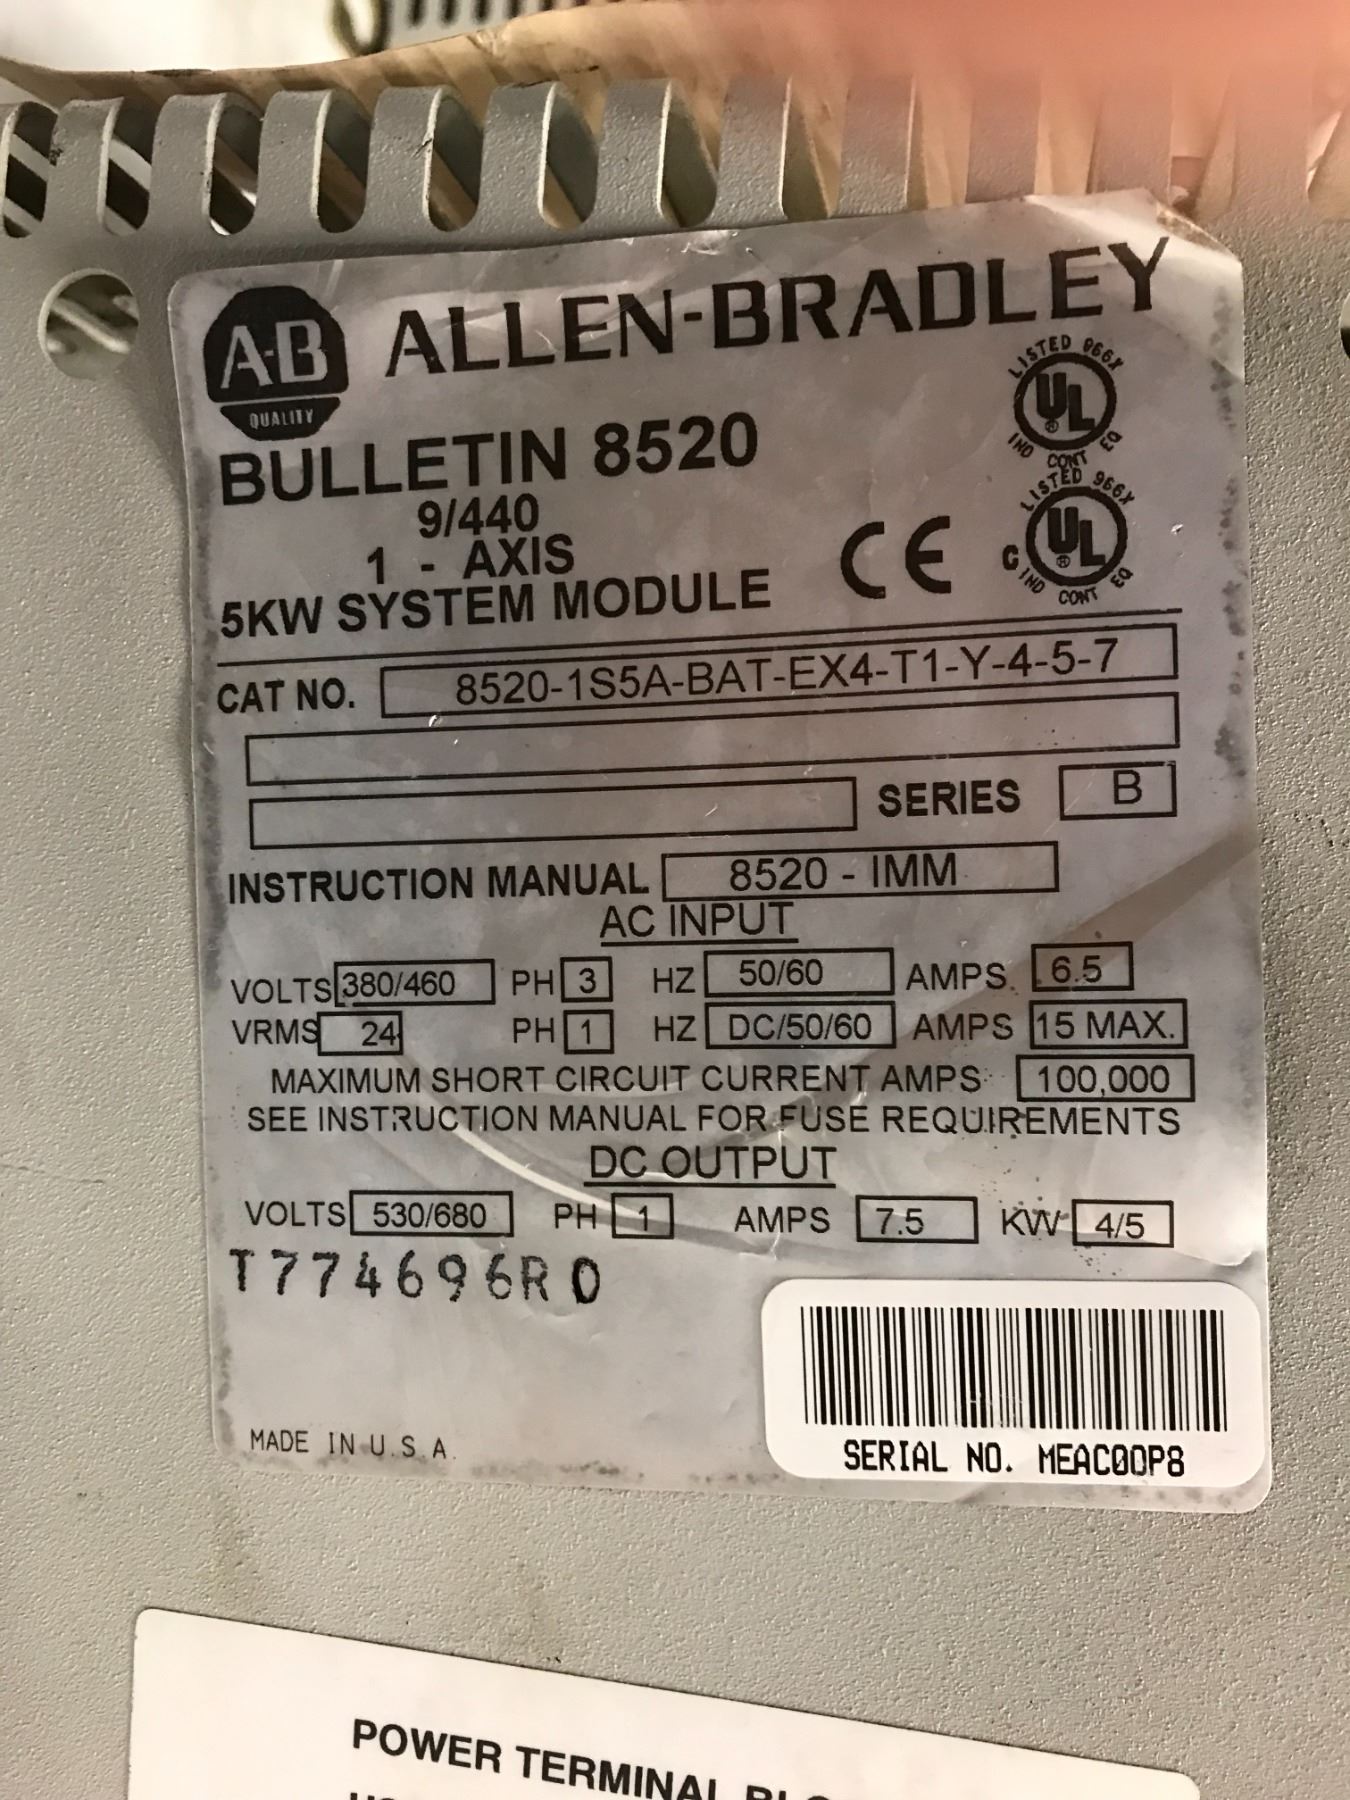 A-B QUALITY ALLEN-BRADLEY
BULLETIN 8520
9/440
1 - AXIS
5KW SYSTEM MODULE
CE
LISTED 966X
UL ®
IND CONT EQ
LISTED 966X
C UL ®
IND CONT EQ
CAT NO. 8520-1S5A-BAT-EX4-T1-Y-4-5-7
SERIES B
INSTRUCTION MANUAL 8520 - IMM
AC INPUT
VOLTS 380/460 PH 3 HZ 50/60 AMPS. 6.5
VRMS 24 PH 1 HZ DC/50/60 AMPS 15 MAX.
MAXIMUM SHORT CIRCUIT CURRENT AMPS 100,000
SEE INSTRUCTION MANUAL FOR FUSE REQUIREMENTS
DC OUTPUT
VOLTS 530/680 PH 1 AMPS 7.5 KW 4/5
T774696R0
MADE IN U.S.A.
SERIAL NO. MEAC00P8
POWER TERMINAL